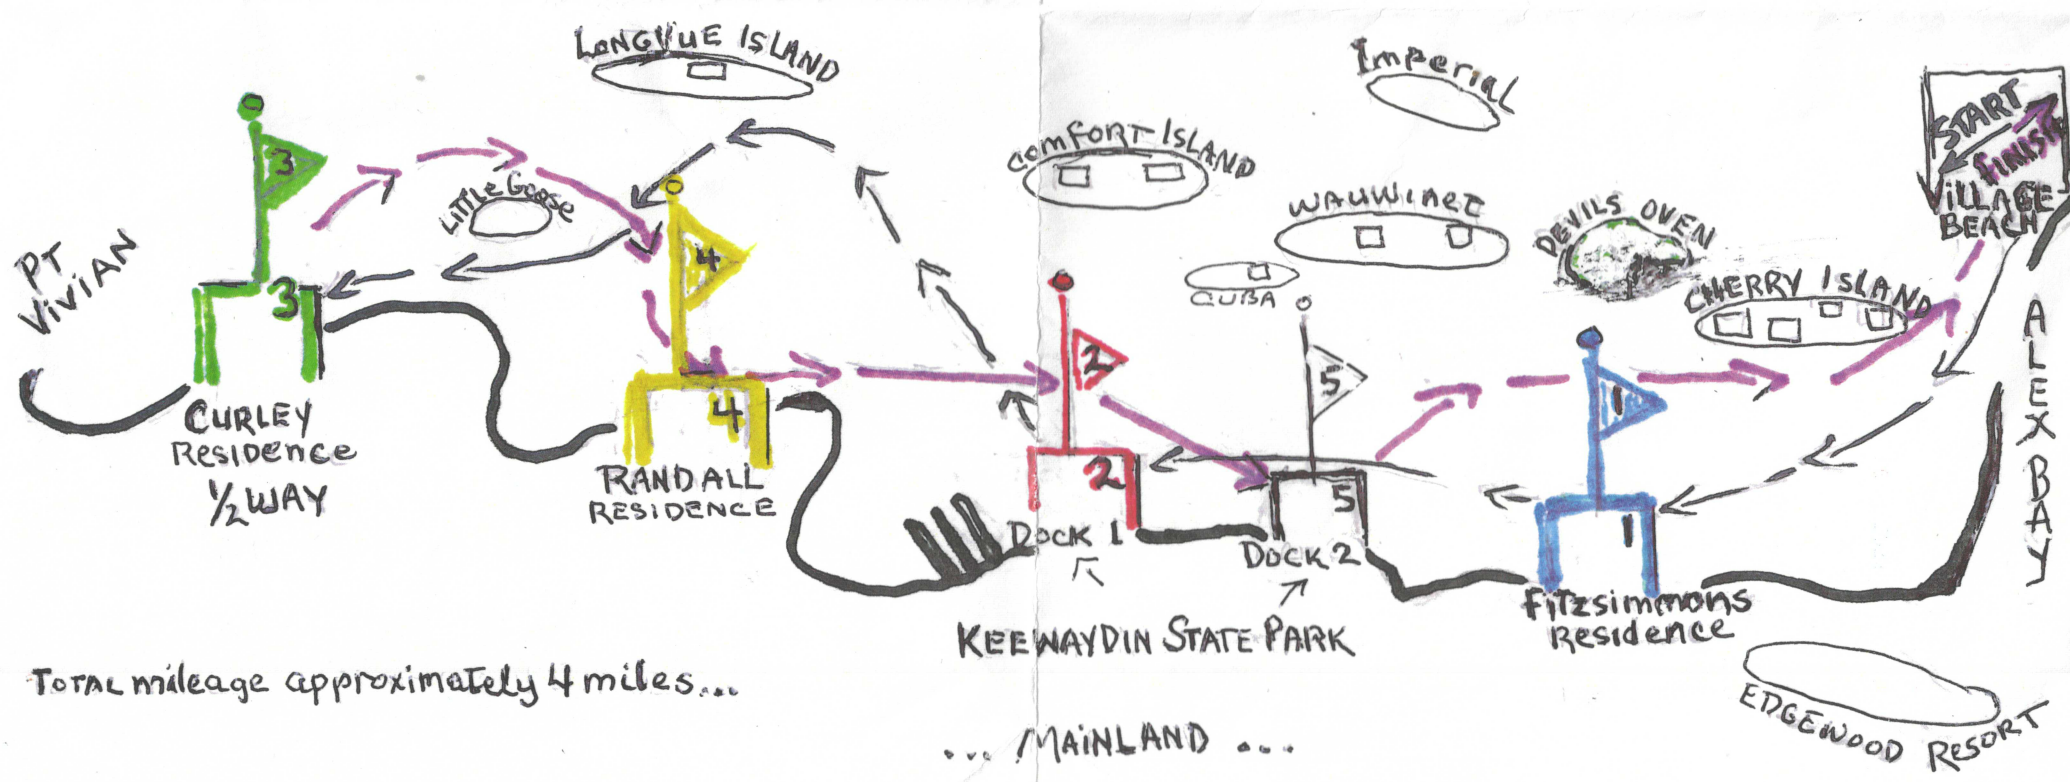 LONGVUE ISLAND
Imperial
COMFORT ISLAND
START
FINISH
VILLAGE
BEACH
3
LITTLE GOOSE
WAUWINET
DEVILS OVEN
4
CUBA
CHERRY ISLAND
PT
VIVIAN
3
2
5
1
ALEX BAY
CURLEY
RESIDENCE
1/2 WAY
4
RANDALL
RESIDENCE
2
DOCK 1
5
DOCK 2
1
FITZSIMMONS
RESIDENCE
KEEWAYDIN STATE PARK
TOTAL mileage approximately 4 miles...
EDGEWOOD RESORT
... MAINLAND ...